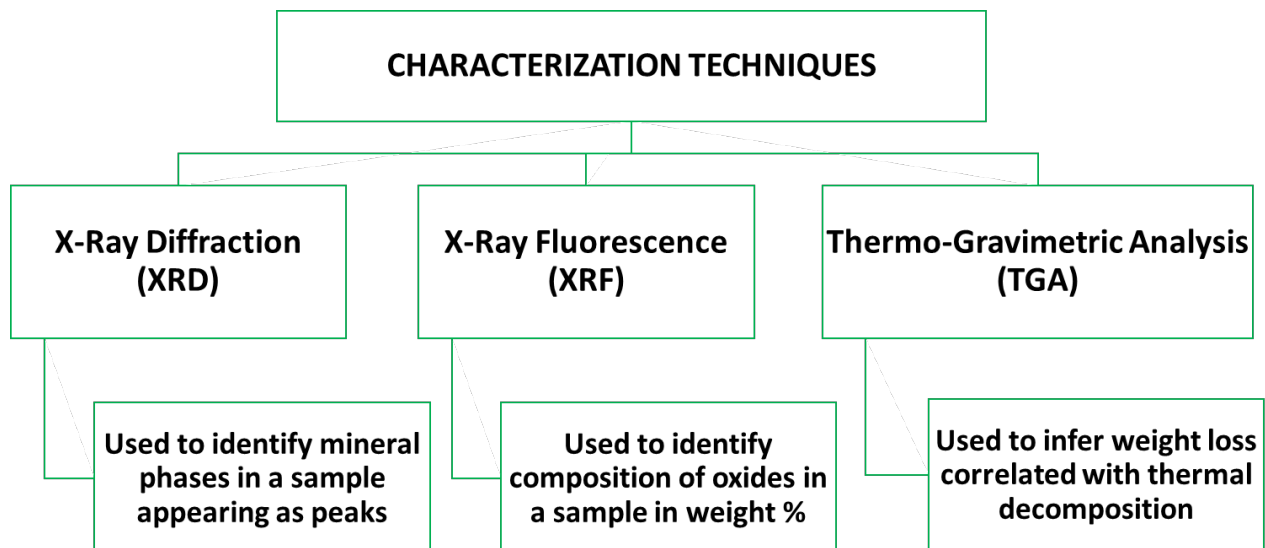 CHARACTERIZATION TECHNIQUES
X-Ray Diffraction
(XRD)
Used to identify mineral
phases in a sample
appearing as peaks
X-Ray Fluorescence
(XRF)
Used to identify
composition of oxides in
a sample in weight %
Thermo-Gravimetric Analysis
(TGA)
Used to infer weight loss
correlated with thermal
decomposition